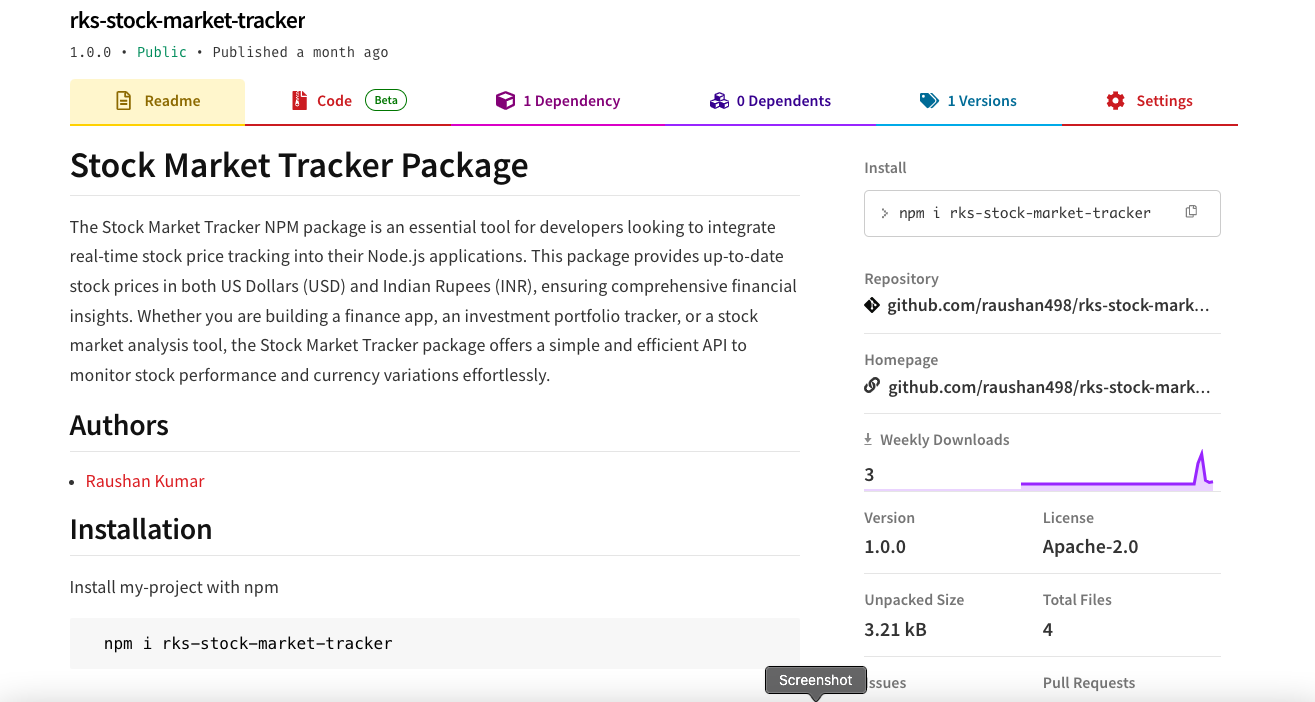 rks-stock-market-tracker
1.0.0 • Public • Published a month ago
Readme
Code Beta
1 Dependency
0 Dependents
1 Versions
Settings
Stock Market Tracker Package
The Stock Market Tracker NPM package is an essential tool for developers looking to integrate
real-time stock price tracking into their Node.js applications. This package provides up-to-date
stock prices in both US Dollars (USD) and Indian Rupees (INR), ensuring comprehensive financial
insights. Whether you are building a finance app, an investment portfolio tracker, or a stock
market analysis tool, the Stock Market Tracker package offers a simple and efficient API to
monitor stock performance and currency variations effortlessly.
Authors
• Raushan Kumar
Installation
Install my-project with npm
npm i rks-stock-market-tracker
Install
> npm i rks-stock-market-tracker
Repository
github.com/raushan498/rks-stock-mark...
Homepage
github.com/raushan498/rks-stock-mark...
Weekly Downloads
3
Version
1.0.0
License
Apache-2.0
Unpacked Size
3.21 kB
Total Files
4
ssues
Pull Requests
Screenshot